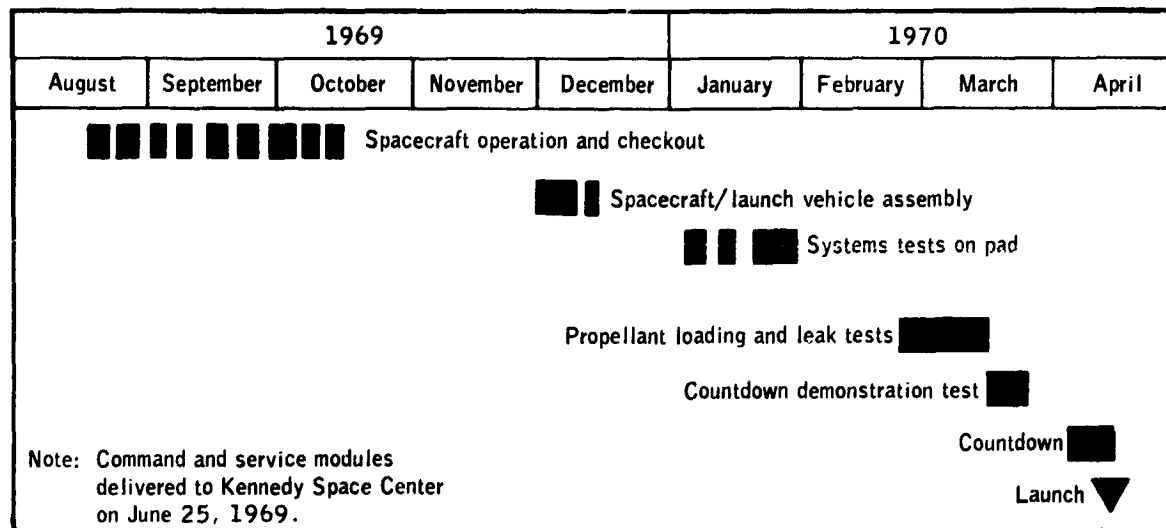 1969 1970
August September October November December January February March April
Spacecraft operation and checkout
Spacecraft/launch vehicle assembly
Systems tests on pad
Propellant loading and leak tests
Countdown demonstration test
Countdown
Launch
Note: Command and service modules
delivered to Kennedy Space Center
on June 25, 1969.